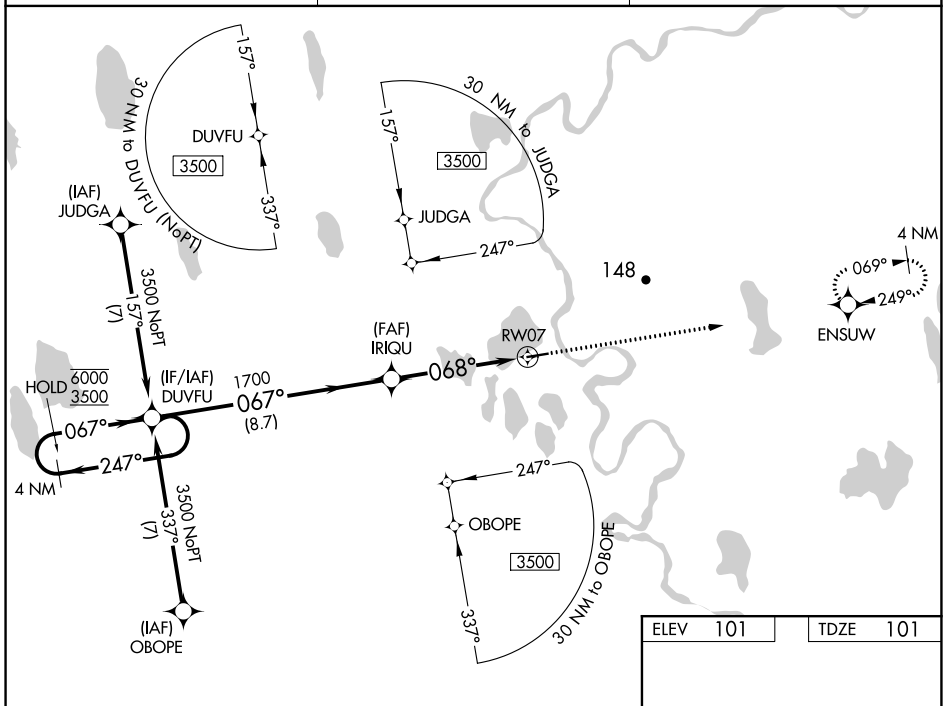 157°
30 NM to DUVFU (NoPT)
DUVFU
3500
337°
30 NM to JUDGA
157°
3500
JUDGA
247°
(IAF)
JUDGA
3500 NoPT
157°
(7)
4 NM
069°
249°
ENSUW
148
RW07
(FAF)
IRIQU
068°
HOLD
6000
3500
(IF/IAF)
DUVFU
1700
067°
(8.7)
067°
247°
4 NM
3500 NoPT
337°
(7)
(IAF)
OBOPE
247°
OBOPE
3500
337°
30 NM to OBOPE
ELEV 101
TDZE 101